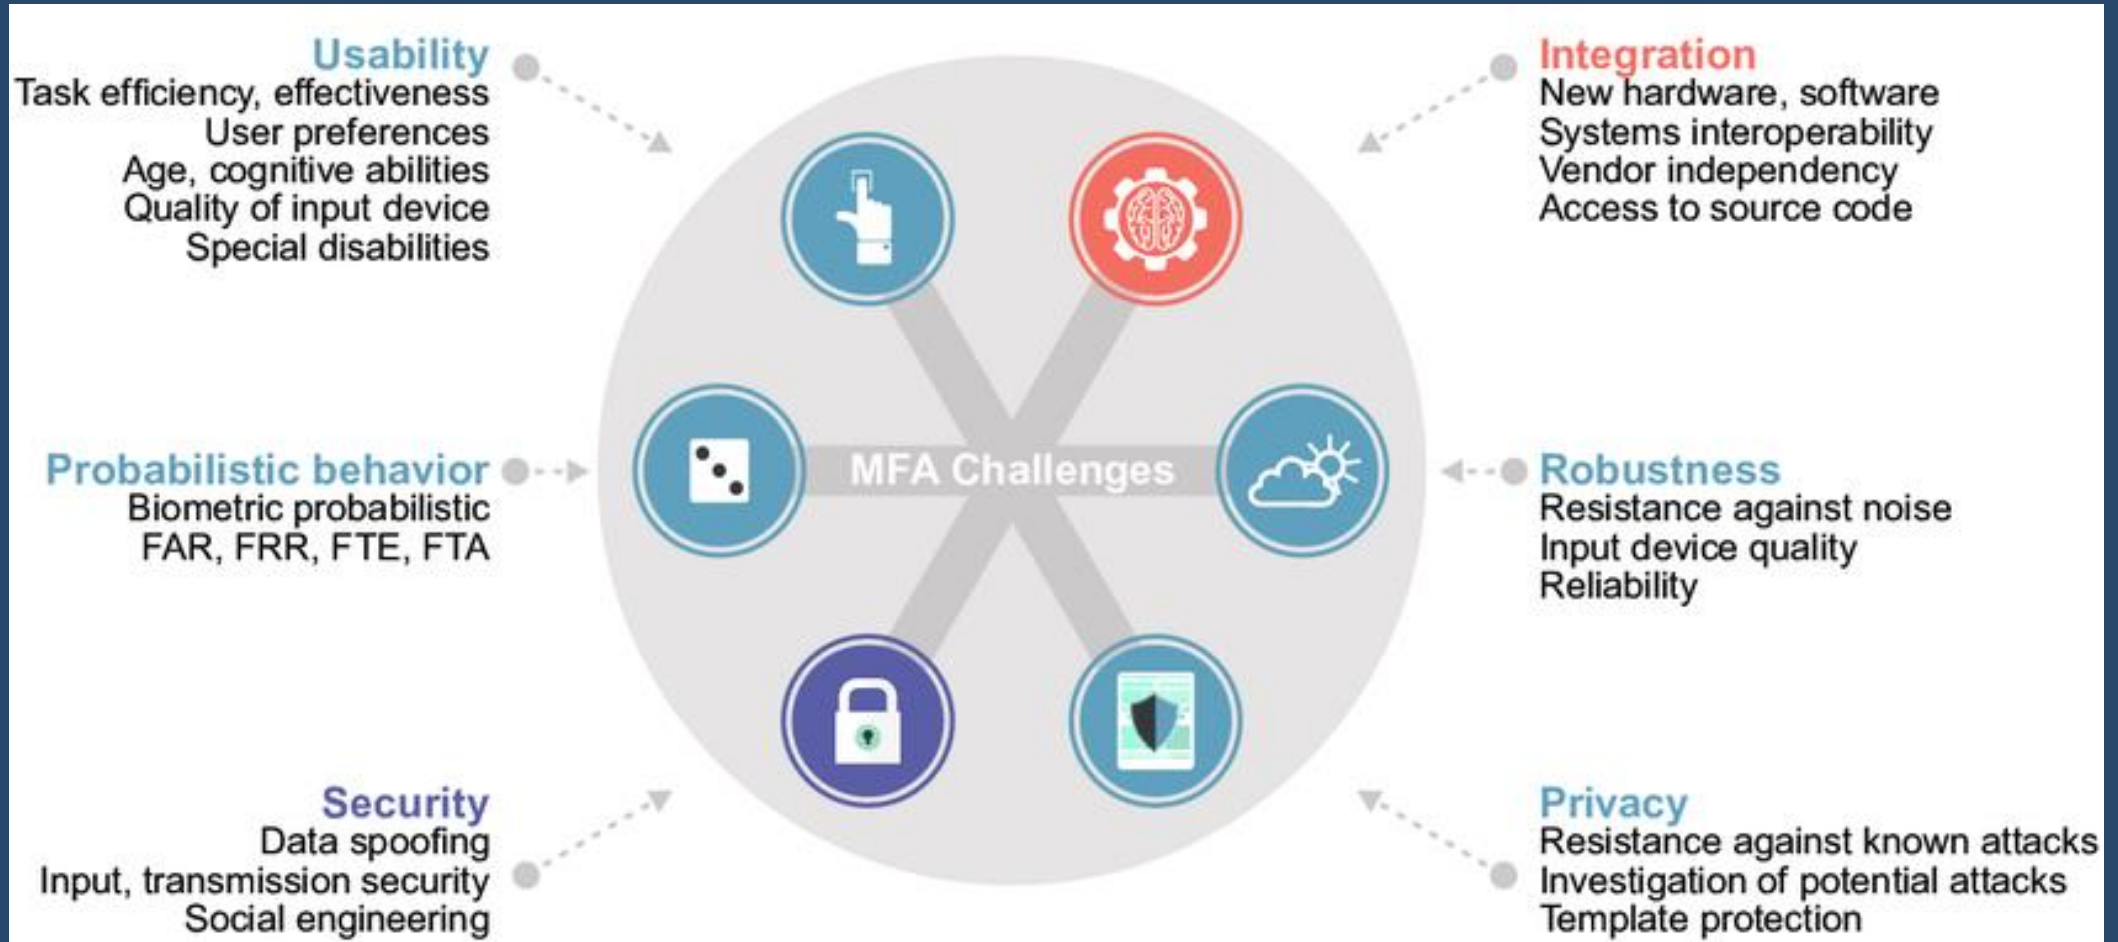 Usability
Task efficiency, effectiveness
User preferences
Age, cognitive abilities
Quality of input device
Special disabilities
Integration
New hardware, software
Systems interoperability
Vendor independency
Access to source code
Probabilistic behavior
Biometric probabilistic
FAR, FRR, FTE, FTA
MFA Challenges
Robustness
Resistance against noise
Input device quality
Reliability
Security
Data spoofing
Input, transmission security
Social engineering
Privacy
Resistance against known attacks
Investigation of potential attacks
Template protection